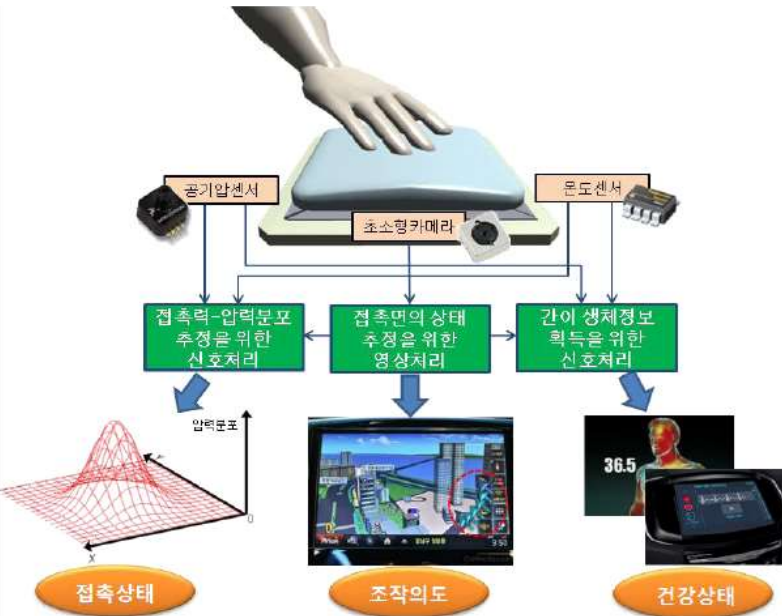 공기압센서
온도센서
초소형카메라
접촉력-압력분포
추정를 위한
신호처리
접촉면의 상태
추정을 위한
영상처리
간이 생체정보
획득을 위한
신호처리
압력분포
Y
X
0
36.5
3:50
접촉상태
조작의도
건강상태